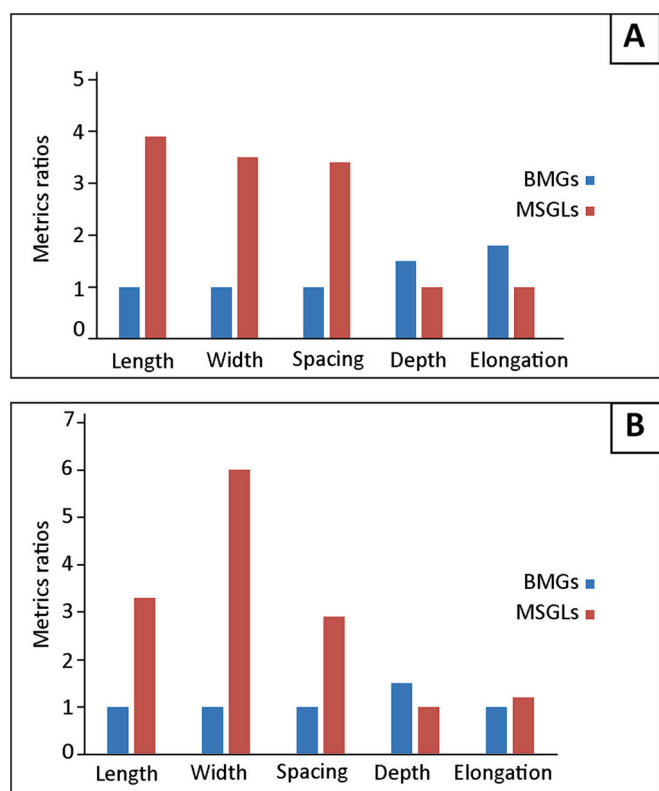 A
Metrics ratios
5
4
3
2
1
0
BMGs
MSGLs
Length Width Spacing Depth Elongation
B
Metrics ratios
7
6
5
4
3
2
1
0
BMGs
MSGLs
Length Width Spacing Depth Elongation